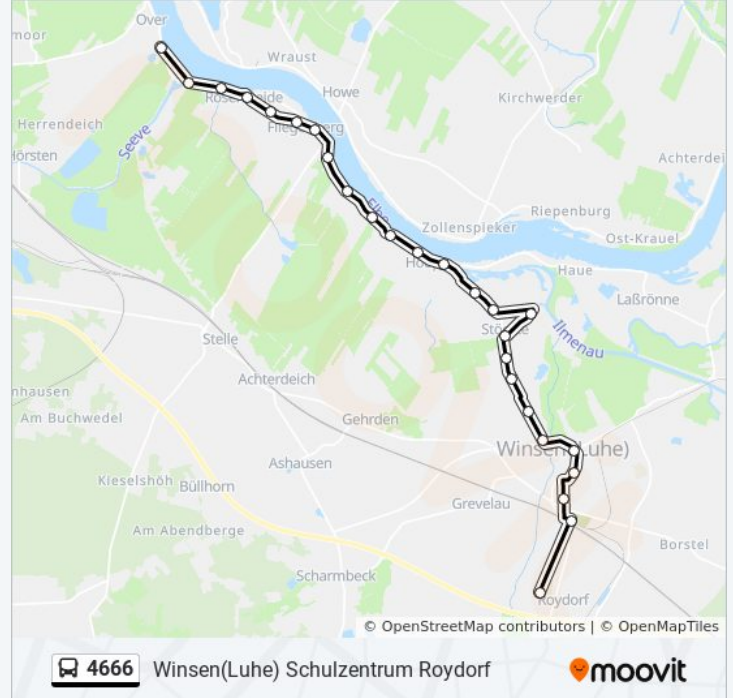 Over
moor
Wraust
Howe
Kirchwerder
Herrendeich
Seeve
Hörsten
Achterdei
Elbe
Riepenburg
Zollenspieker
Ost-Krauel
Haue
Laßrönne
Ilmenau
Stelle
Achterdeich
nhausen
Am Buchwedel
Gehrden
Winsen(Luhe)
Ashausen
Kieselshöh
Büllhorn
Grevelau
Am Abendberge
Borstel
Scharmbeck
Roydorf
© OpenStreetMap contributors | © OpenMapTiles
4666 Winsen(Luhe) Schulzentrum Roydorf
moovit